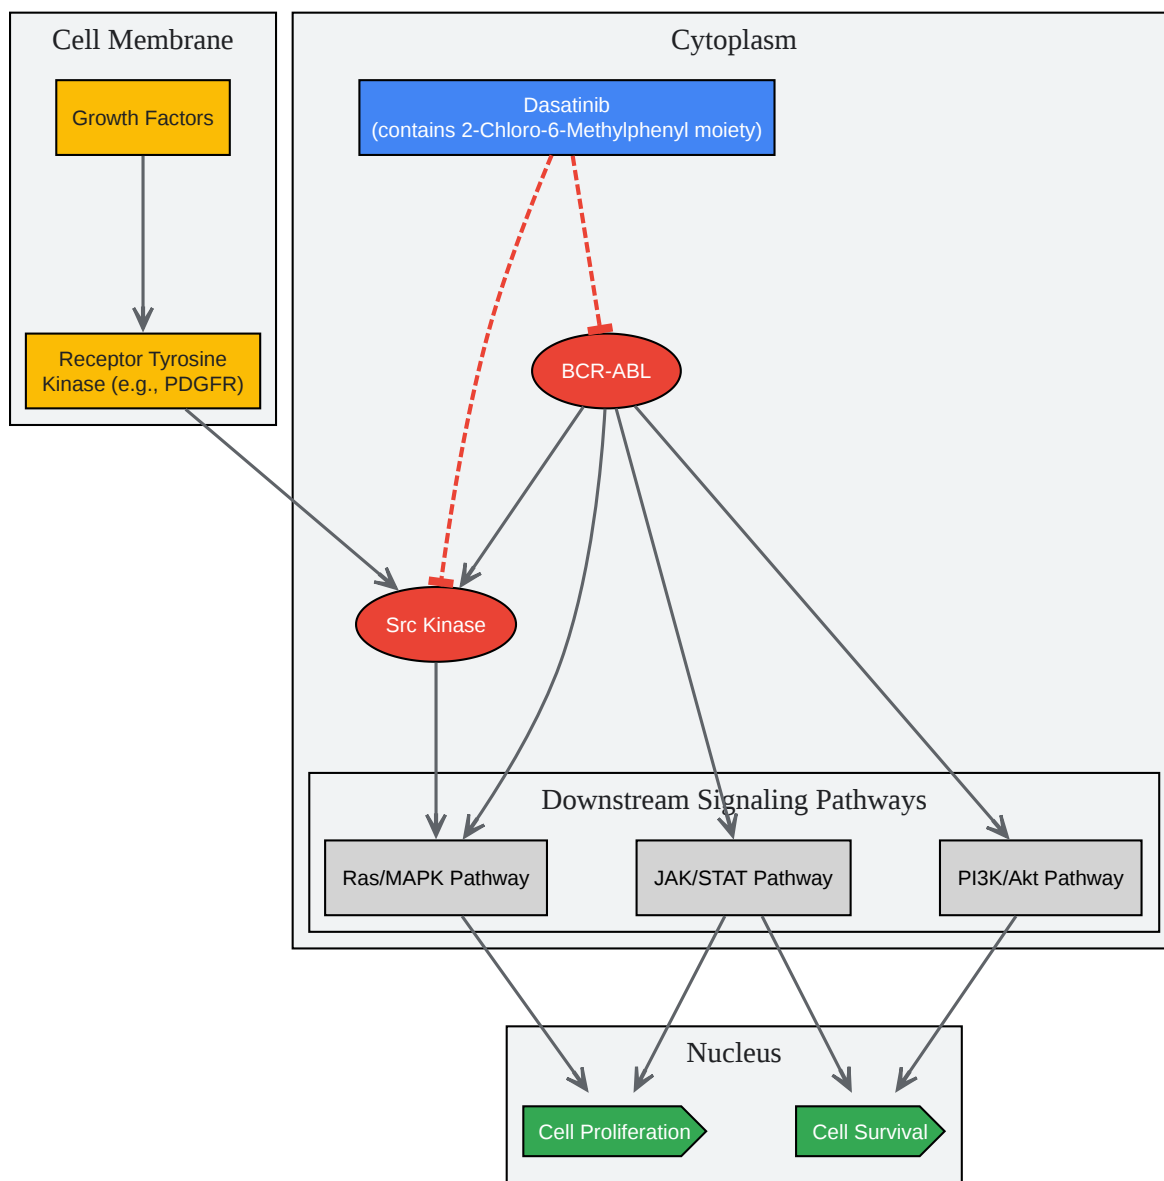 Cell Membrane
Growth Factors
Receptor Tyrosine
Kinase (e.g., PDGFR)
Cytoplasm
Dasatinib
(contains 2-Chloro-6-Methylphenyl moiety)
BCR-ABL
Src Kinase
Downstream Signaling Pathways
Ras/MAPK Pathway
JAK/STAT Pathway
PI3K/Akt Pathway
Nucleus
Cell Proliferation
Cell Survival